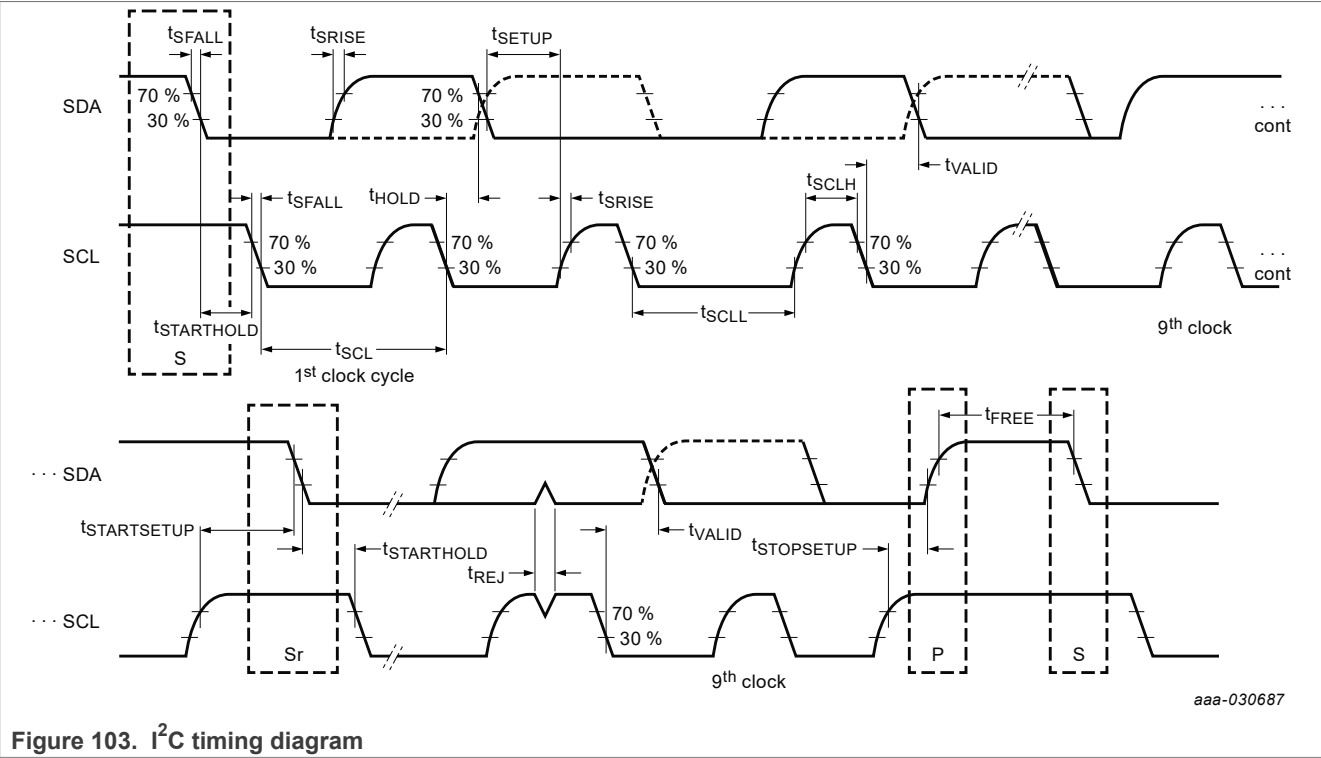 tSFALL tSRISE tSETUP
SDA 70 % 70 %
30 % 30 % · · ·
cont
tVALID
tSFALL tHOLD tSRISE tSCLH
SCL 70 % 70 % 70 % 70 % · · ·
30 % 30 % 30 % 30 % cont
tSTARTHOLD tSCLL 9th clock
S tSCL
1st clock cycle
tFREE
· · · SDA
tSTARTSETUP tSTARTHOLD tVALID tSTOPSETUP
tREJ
· · · SCL 70 %
30 %
Sr P S
9th clock
aaa-030687
Figure 103. I2C timing diagram